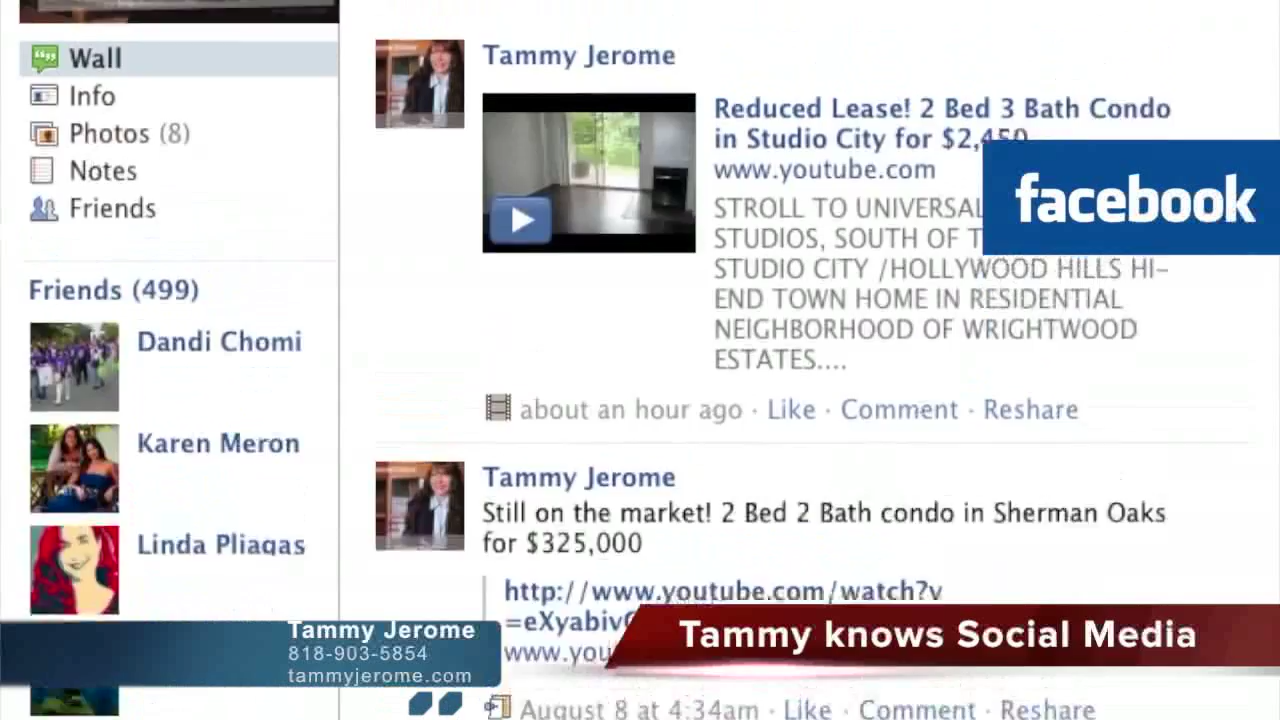 Wall
Info
Photos (8)
Notes
Friends
Friends (499)
Dandi Chomi
Karen Meron
Linda Pliagas
Tammy Jerome
Reduced Lease! 2 Bed 3 Bath Condo
in Studio City for $2,450
www.youtube.com
STROLL TO UNIVERSAL
STUDIOS, SOUTH OF
STUDIO CITY /HOLLYWOOD HILLS HI-
END TOWN HOME IN RESIDENTIAL
NEIGHBORHOOD OF WRIGHTWOOD
ESTATES....
about an hour ago · Like · Comment · Reshare
facebook
Tammy Jerome
Still on the market! 2 Bed 2 Bath condo in Sherman Oaks
for $325,000
http://www.youtube.com/watch?v
=eXyabiv
www.you
August 8 at 4:34am · Like · Comment · Reshare
Tammy Jerome
818-903-5854
tammyjerome.com
Tammy knows Social Media